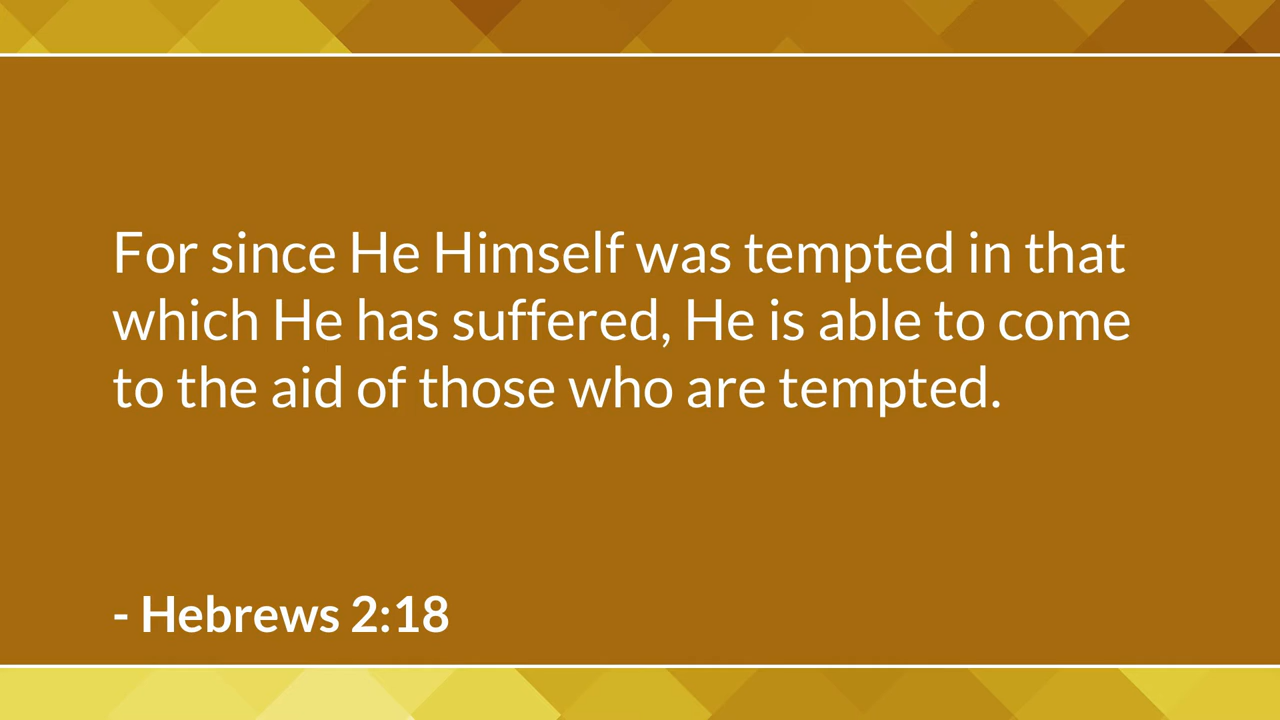 For since He Himself was tempted in that
which He has suffered, He is able to come
to the aid of those who are tempted.
- Hebrews 2:18